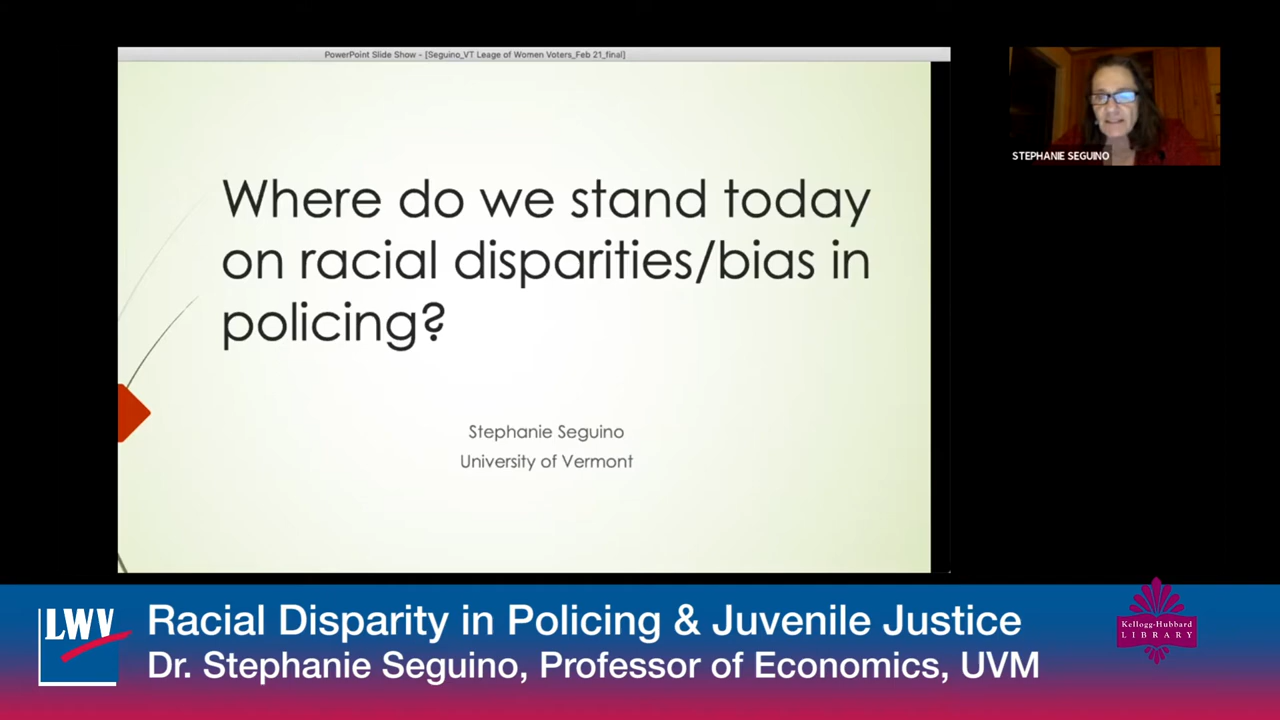 PowerPoint Slide Show - [Seguino_VT Leage of Women Voters_Feb 21_final]
Where do we stand today
on racial disparities/bias in
policing?
Stephanie Seguino
University of Vermont
STEPHANIE SEGUINO
LWV
Racial Disparity in Policing & Juvenile Justice
Dr. Stephanie Seguino, Professor of Economics, UVM
Kellogg-Hubbard
LIBRARY